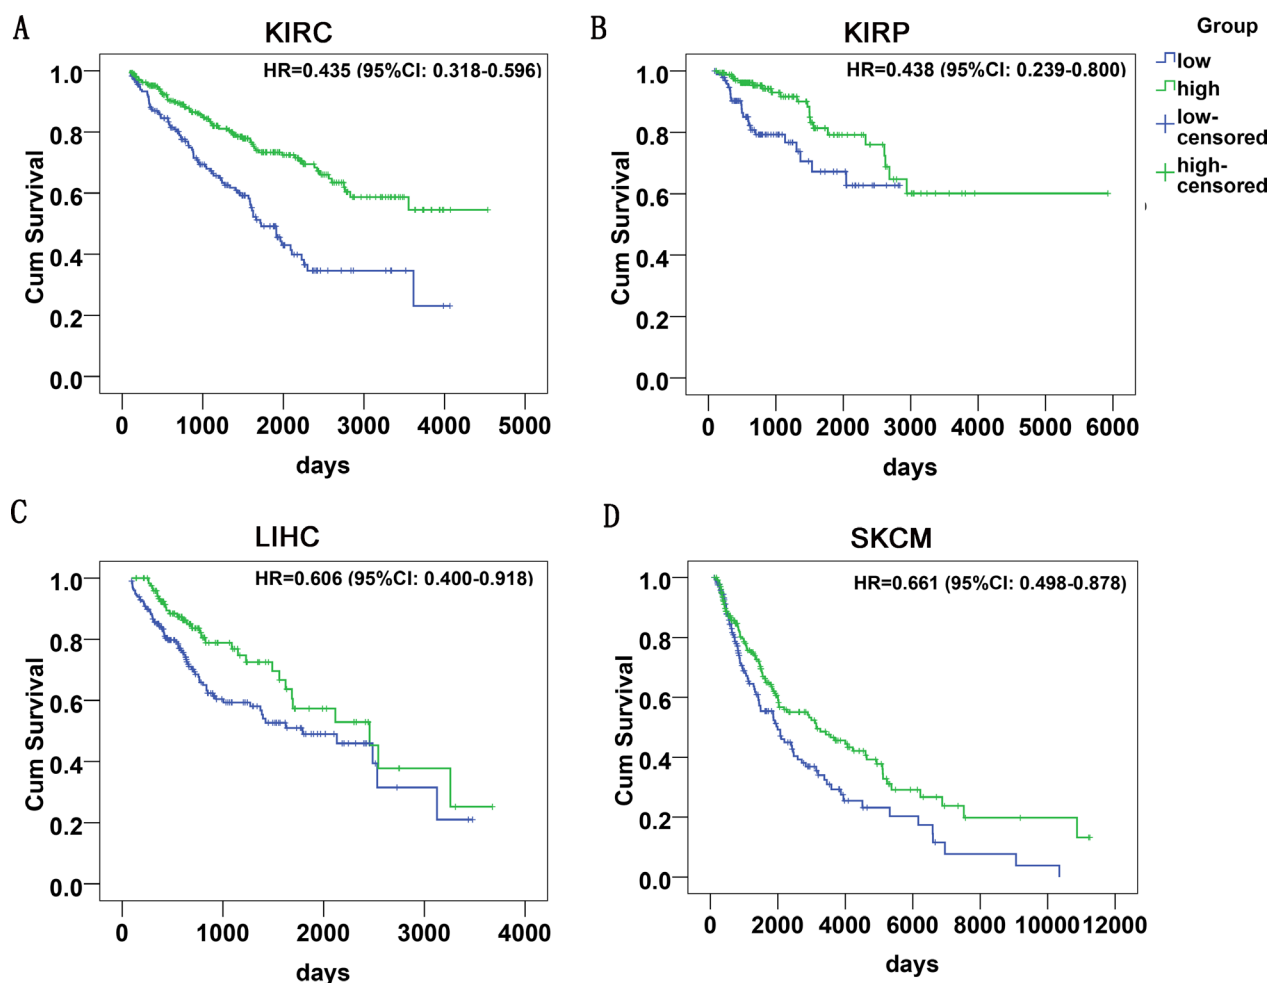 A
KIRC
HR=0.435 (95%CI: 0.318-0.596)
1.0
0.8
0.6
0.4
0.2
0.0
Cum Survival
0 1000 2000 3000 4000 5000
days
B
KIRP
HR=0.438 (95%CI: 0.239-0.800)
1.0
0.8
0.6
0.4
0.2
0.0
Cum Survival
0 1000 2000 3000 4000 5000 6000
days
Group
low
high
low-
censored
high-
censored
C
LIHC
HR=0.606 (95%CI: 0.400-0.918)
1.0
0.8
0.6
0.4
0.2
0.0
Cum Survival
0 1000 2000 3000 4000
days
D
SKCM
HR=0.661 (95%CI: 0.498-0.878)
1.0
0.8
0.6
0.4
0.2
0.0
Cum Survival
0 2000 4000 6000 8000 10000 12000
days